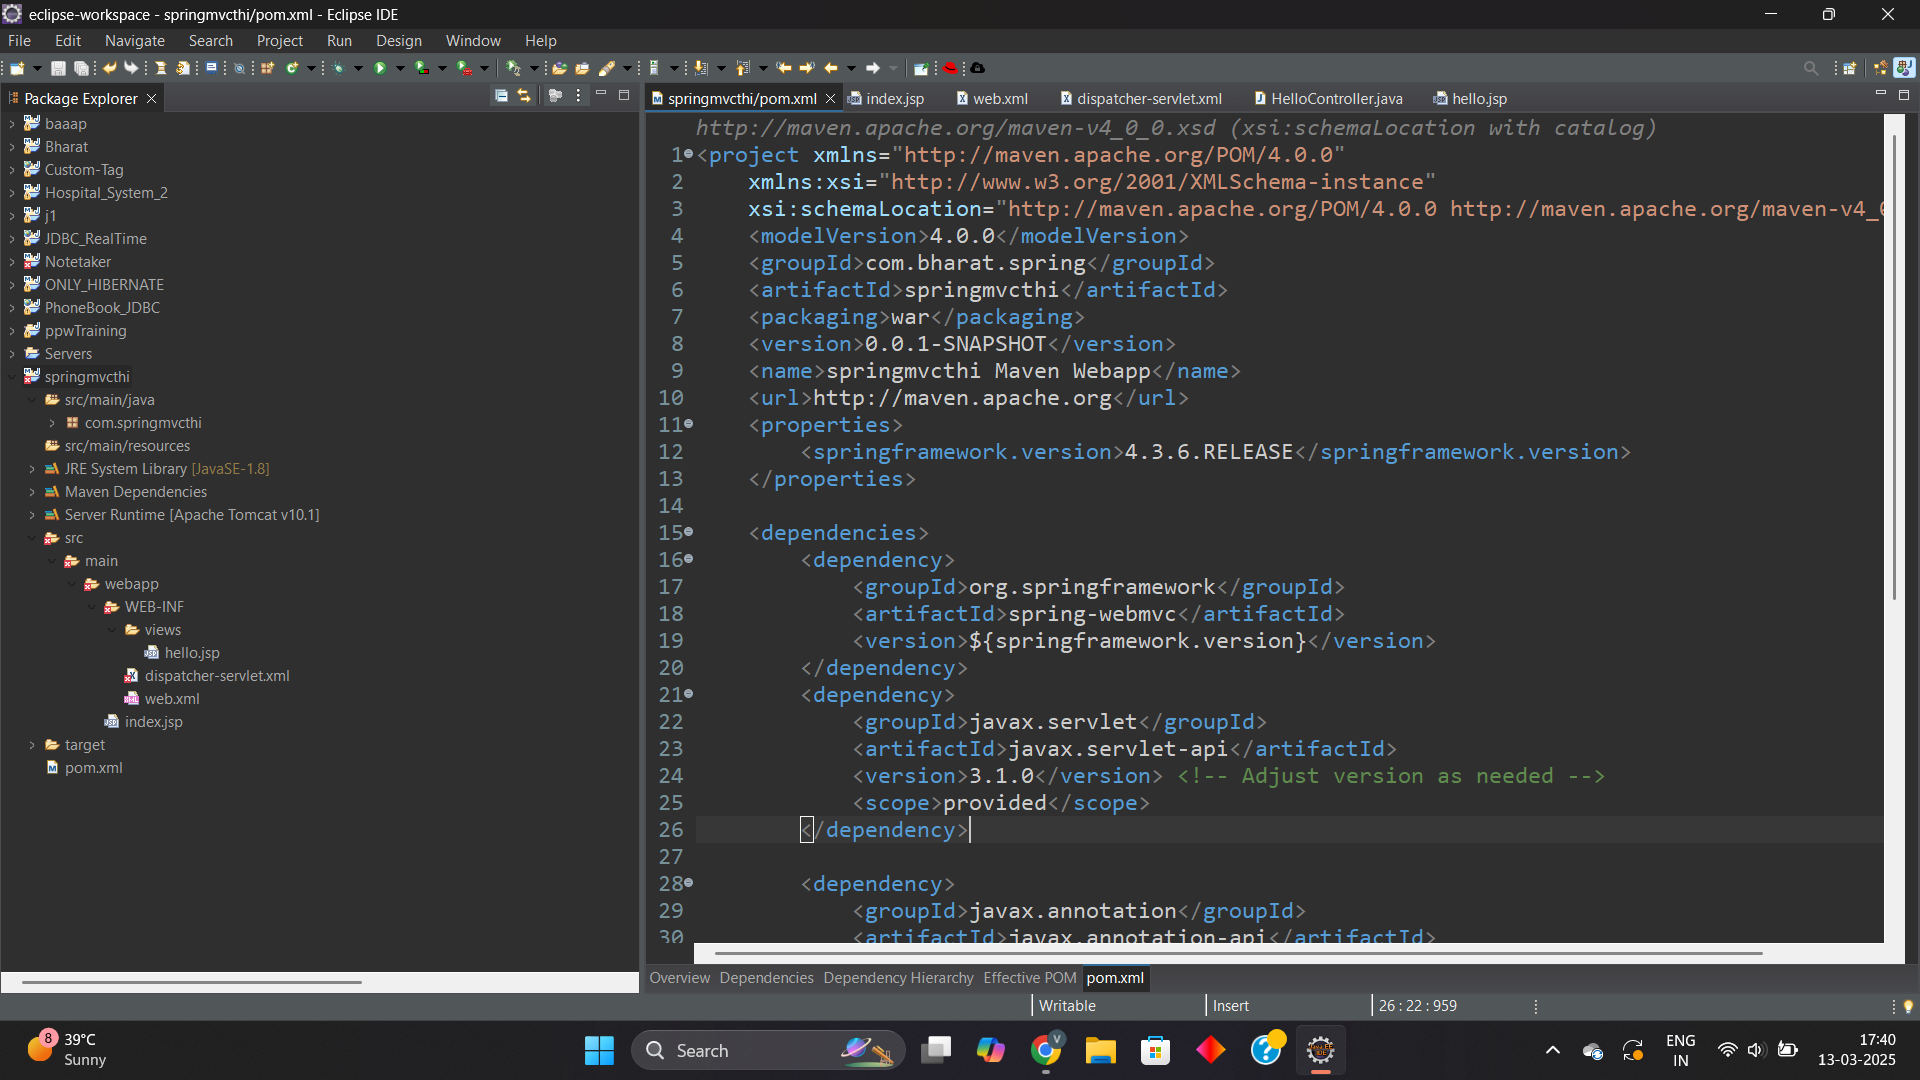 eclipse-workspace - springmvcthi/pom.xml - Eclipse IDE
File Edit Navigate Search Project Run Design Window Help
Package Explorer
baaap
Bharat
Custom-Tag
Hospital_System_2
j1
JDBC_RealTime
Notetaker
ONLY_HIBERNATE
PhoneBook_JDBC
ppwTraining
Servers
springmvcthi
src/main/java
com.springmvcthi
src/main/resources
JRE System Library [JavaSE-1.8]
Maven Dependencies
Server Runtime [Apache Tomcat v10.1]
src
main
webapp
WEB-INF
views
hello.jsp
dispatcher-servlet.xml
web.xml
index.jsp
target
pom.xml
springmvcthi/pom.xml index.jsp web.xml dispatcher-servlet.xml HelloController.java hello.jsp
http://maven.apache.org/maven-v4_0_0.xsd (xsi:schemaLocation with catalog)
1 <project xmlns="http://maven.apache.org/POM/4.0.0"
2 xmlns:xsi="http://www.w3.org/2001/XMLSchema-instance"
3 xsi:schemaLocation="http://maven.apache.org/POM/4.0.0 http://maven.apache.org/maven-v4_
4 <modelVersion>4.0.0</modelVersion>
5 <groupId>com.bharat.spring</groupId>
6 <artifactId>springmvcthi</artifactId>
7 <packaging>war</packaging>
8 <version>0.0.1-SNAPSHOT</version>
9 <name>springmvcthi Maven Webapp</name>
10 <url>http://maven.apache.org</url>
11 <properties>
12 <springframework.version>4.3.6.RELEASE</springframework.version>
13 </properties>
14
15 <dependencies>
16 <dependency>
17 <groupId>org.springframework</groupId>
18 <artifactId>spring-webmvc</artifactId>
19 <version>${springframework.version}</version>
20 </dependency>
21 <dependency>
22 <groupId>javax.servlet</groupId>
23 <artifactId>javax.servlet-api</artifactId>
24 <version>3.1.0</version> <!-- Adjust version as needed -->
25 <scope>provided</scope>
26 </dependency>
27
28 <dependency>
29 <groupId>javax.annotation</groupId>
30 <artifactId>javax.annotation-api</artifactId>
Overview Dependencies Dependency Hierarchy Effective POM pom.xml
Writable Insert 26 : 22 : 959
8 39°C
Sunny
Search
V
ENG
IN
17:40
13-03-2025